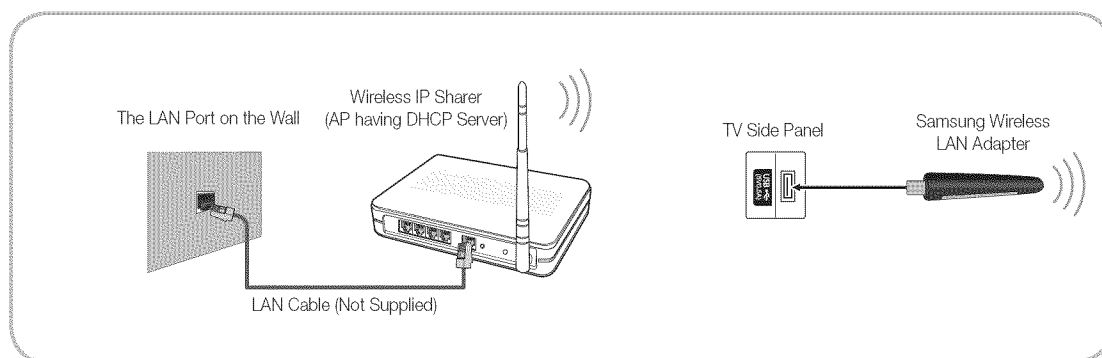 The LAN Port on the Wall
Wireless IP Sharer
(AP having DHCP Server)
LAN Cable (Not Supplied)
TV Side Panel
USB
Samsung Wireless
LAN Adapter